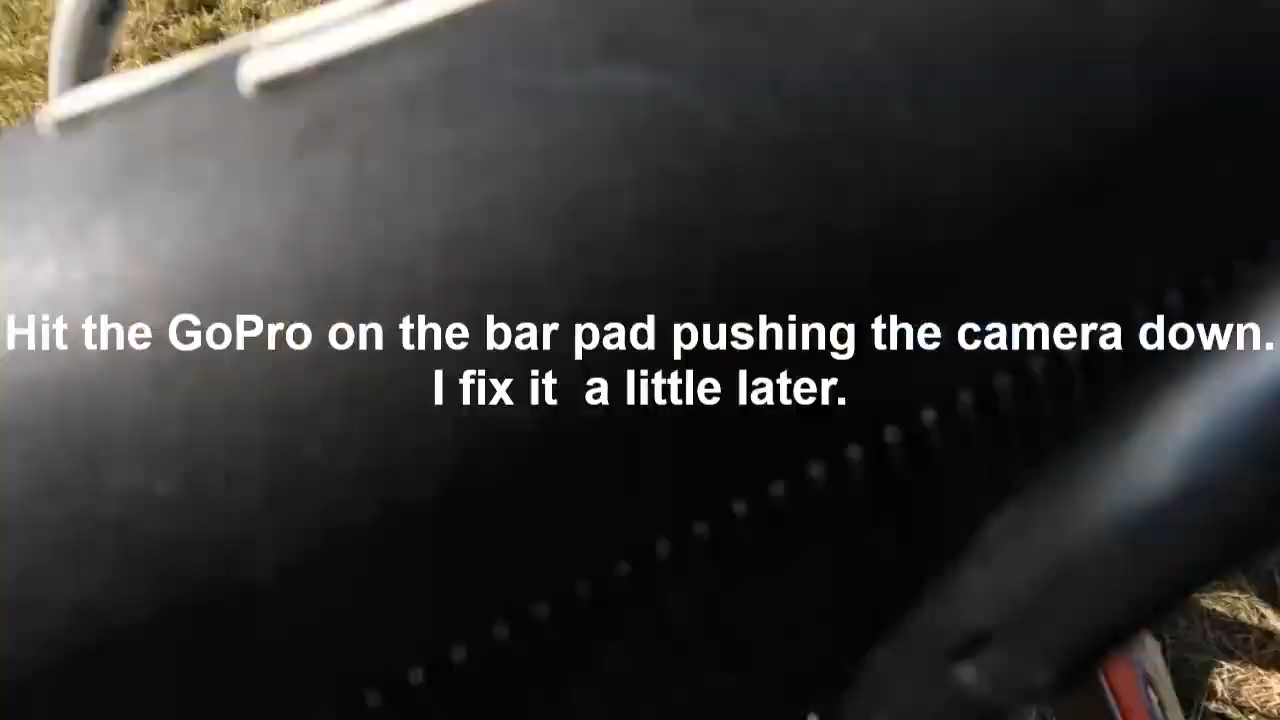 Hit the GoPro on the bar pad pushing the camera down.
I fix it  a little later.